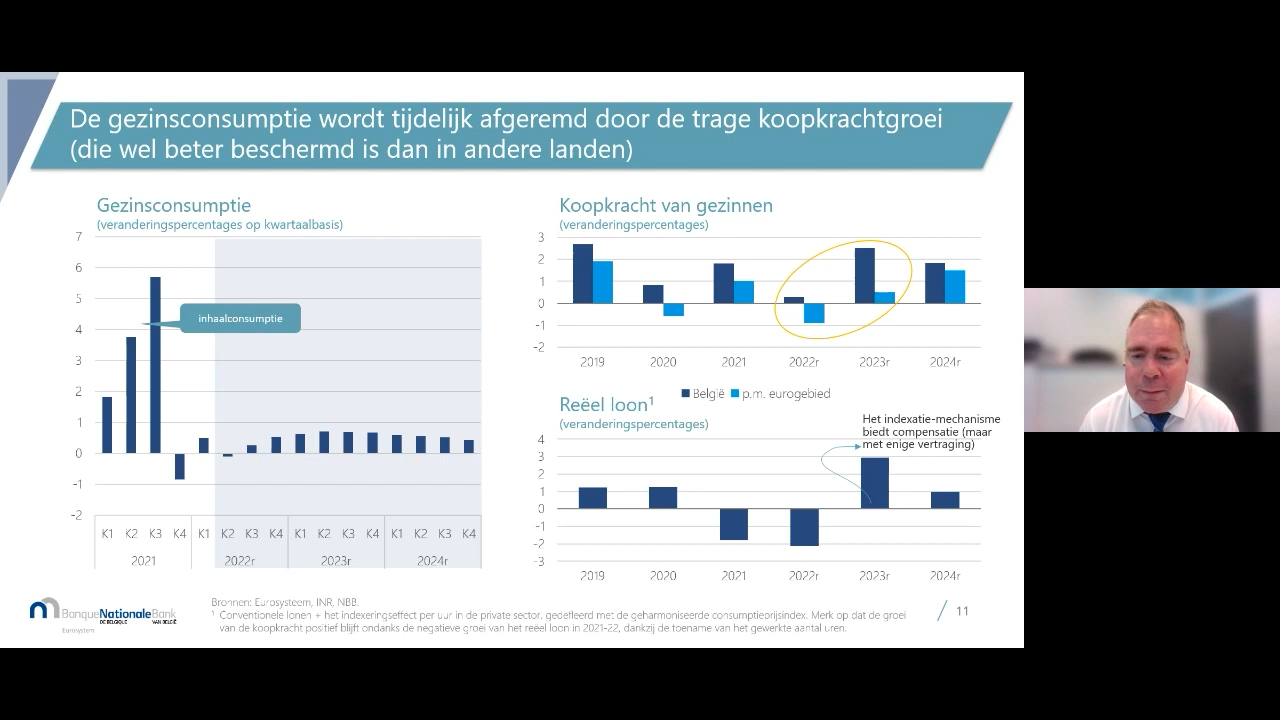 De gezinsconsumptie wordt tijdelijk afgeremd door de trage koopkrachtgroei
(die wel beter beschermd is dan in andere landen)
Gezinsconsumptie
(veranderingspercentages op kwartaalbasis)
7
6
5
4
3
2
1
0
-1
-2
inhaalconsumptie
K1 K2 K3 K4 K1 K2 K3 K4 K1 K2 K3 K4 K1 K2 K3 K4
2021 2022r 2023r 2024r
Koopkracht van gezinnen
(veranderingspercentages)
3
2
1
0
-1
-2
2019 2020 2021 2022r 2023r 2024r
België p.m. eurogebied
Reëel loon¹
(veranderingspercentages)
Het indexatie-mechanisme
biedt compensatie (maar
met enige vertraging)
4
3
2
1
0
-1
-2
-3
2019 2020 2021 2022r 2023r 2024r
BanqueNationaleBank
DE BELGIQUE VAN BELGIË
Eurosystem
Bronnen: Eurosysteem, INR, NBB.
¹ Conventionele lonen + het indexeringseffect per uur in de private sector, gedefleerd met de geharmoniseerde consumptieprijsindex. Merk op dat de groei
van de koopkracht positief blijft ondanks de negatieve groei van het reëel loon in 2021-22, dankzij de toename van het gewerkte aantal uren.
11